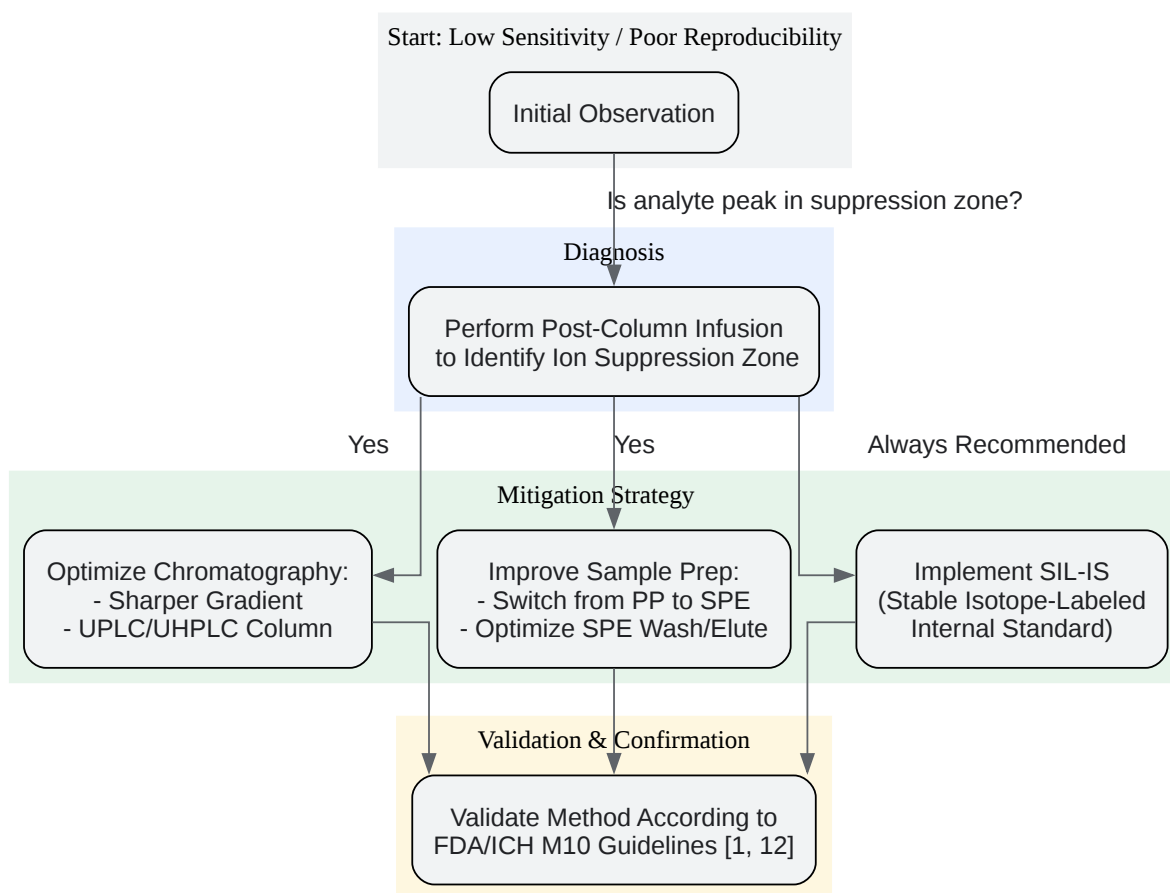 Start: Low Sensitivity / Poor Reproducibility
Initial Observation
Is analyte peak in suppression zone?
Diagnosis
Perform Post-Column Infusion
to Identify Ion Suppression Zone
Yes
Yes
Always Recommended
Mitigation Strategy
Optimize Chromatography:
- Sharper Gradient
- UPLC/UHPLC Column
Improve Sample Prep:
- Switch from PP to SPE
- Optimize SPE Wash/Elute
Implement SIL-IS
(Stable Isotope-Labeled
Internal Standard)
Validation & Confirmation
Validate Method According to
FDA/ICH M10 Guidelines [1, 12]